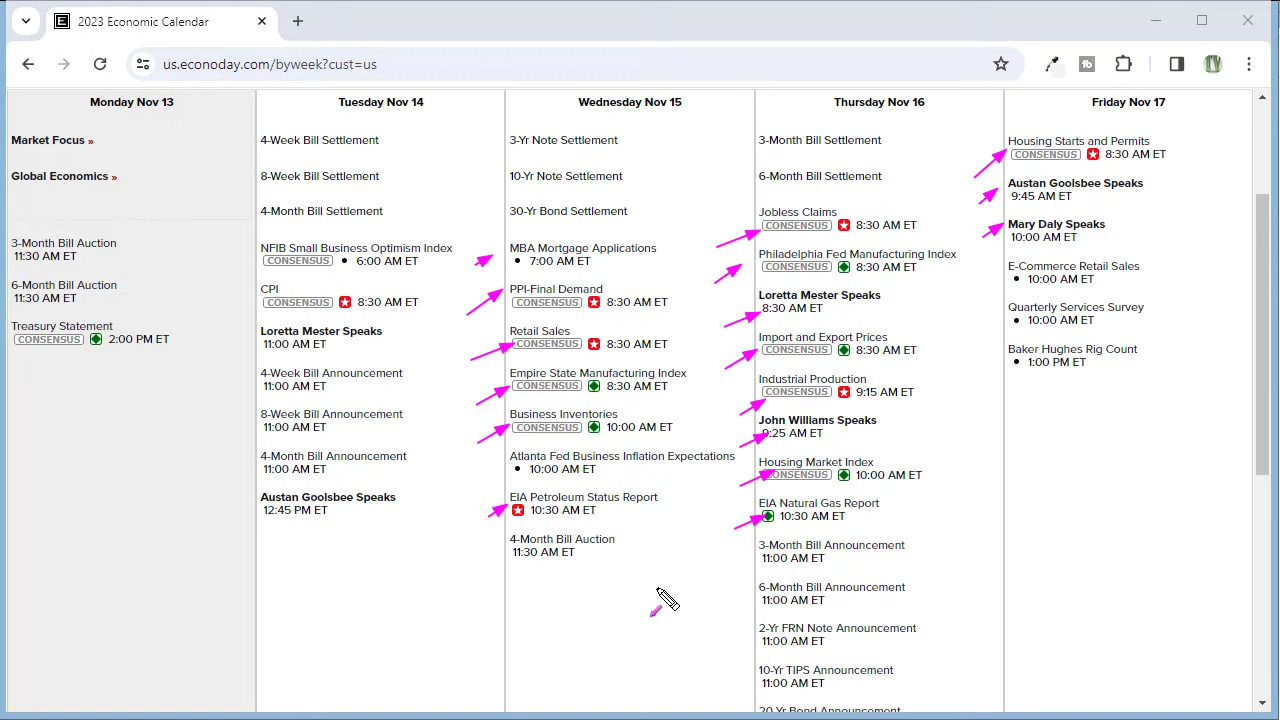 2023 Economic Calendar
us.econoday.com/byweek?cust=us
Monday Nov 13
Market Focus »
Global Economics »
3-Month Bill Auction
11:30 AM ET
6-Month Bill Auction
11:30 AM ET
Treasury Statement
CONSENSUS 2:00 PM ET
Tuesday Nov 14
4-Week Bill Settlement
8-Week Bill Settlement
4-Month Bill Settlement
NFIB Small Business Optimism Index
CONSENSUS • 6:00 AM ET
CPI
CONSENSUS 8:30 AM ET
Loretta Mester Speaks
11:00 AM ET
4-Week Bill Announcement
11:00 AM ET
8-Week Bill Announcement
11:00 AM ET
4-Month Bill Announcement
11:00 AM ET
Austan Goolsbee Speaks
12:45 PM ET
Wednesday Nov 15
3-Yr Note Settlement
10-Yr Note Settlement
30-Yr Bond Settlement
MBA Mortgage Applications
• 7:00 AM ET
PPI-Final Demand
CONSENSUS 8:30 AM ET
Retail Sales
CONSENSUS 8:30 AM ET
Empire State Manufacturing Index
CONSENSUS 8:30 AM ET
Business Inventories
CONSENSUS 10:00 AM ET
Atlanta Fed Business Inflation Expectations
• 10:00 AM ET
EIA Petroleum Status Report
10:30 AM ET
4-Month Bill Auction
11:30 AM ET
Thursday Nov 16
3-Month Bill Settlement
6-Month Bill Settlement
Jobless Claims
CONSENSUS 8:30 AM ET
Philadelphia Fed Manufacturing Index
CONSENSUS 8:30 AM ET
Loretta Mester Speaks
8:30 AM ET
Import and Export Prices
CONSENSUS 8:30 AM ET
Industrial Production
CONSENSUS 9:15 AM ET
John Williams Speaks
9:25 AM ET
Housing Market Index
CONSENSUS 10:00 AM ET
EIA Natural Gas Report
10:30 AM ET
3-Month Bill Announcement
11:00 AM ET
6-Month Bill Announcement
11:00 AM ET
2-Yr FRN Note Announcement
11:00 AM ET
10-Yr TIPS Announcement
11:00 AM ET
20-Yr Bond Announcement
Friday Nov 17
Housing Starts and Permits
CONSENSUS 8:30 AM ET
Austan Goolsbee Speaks
9:45 AM ET
Mary Daly Speaks
10:00 AM ET
E-Commerce Retail Sales
• 10:00 AM ET
Quarterly Services Survey
• 10:00 AM ET
Baker Hughes Rig Count
• 1:00 PM ET